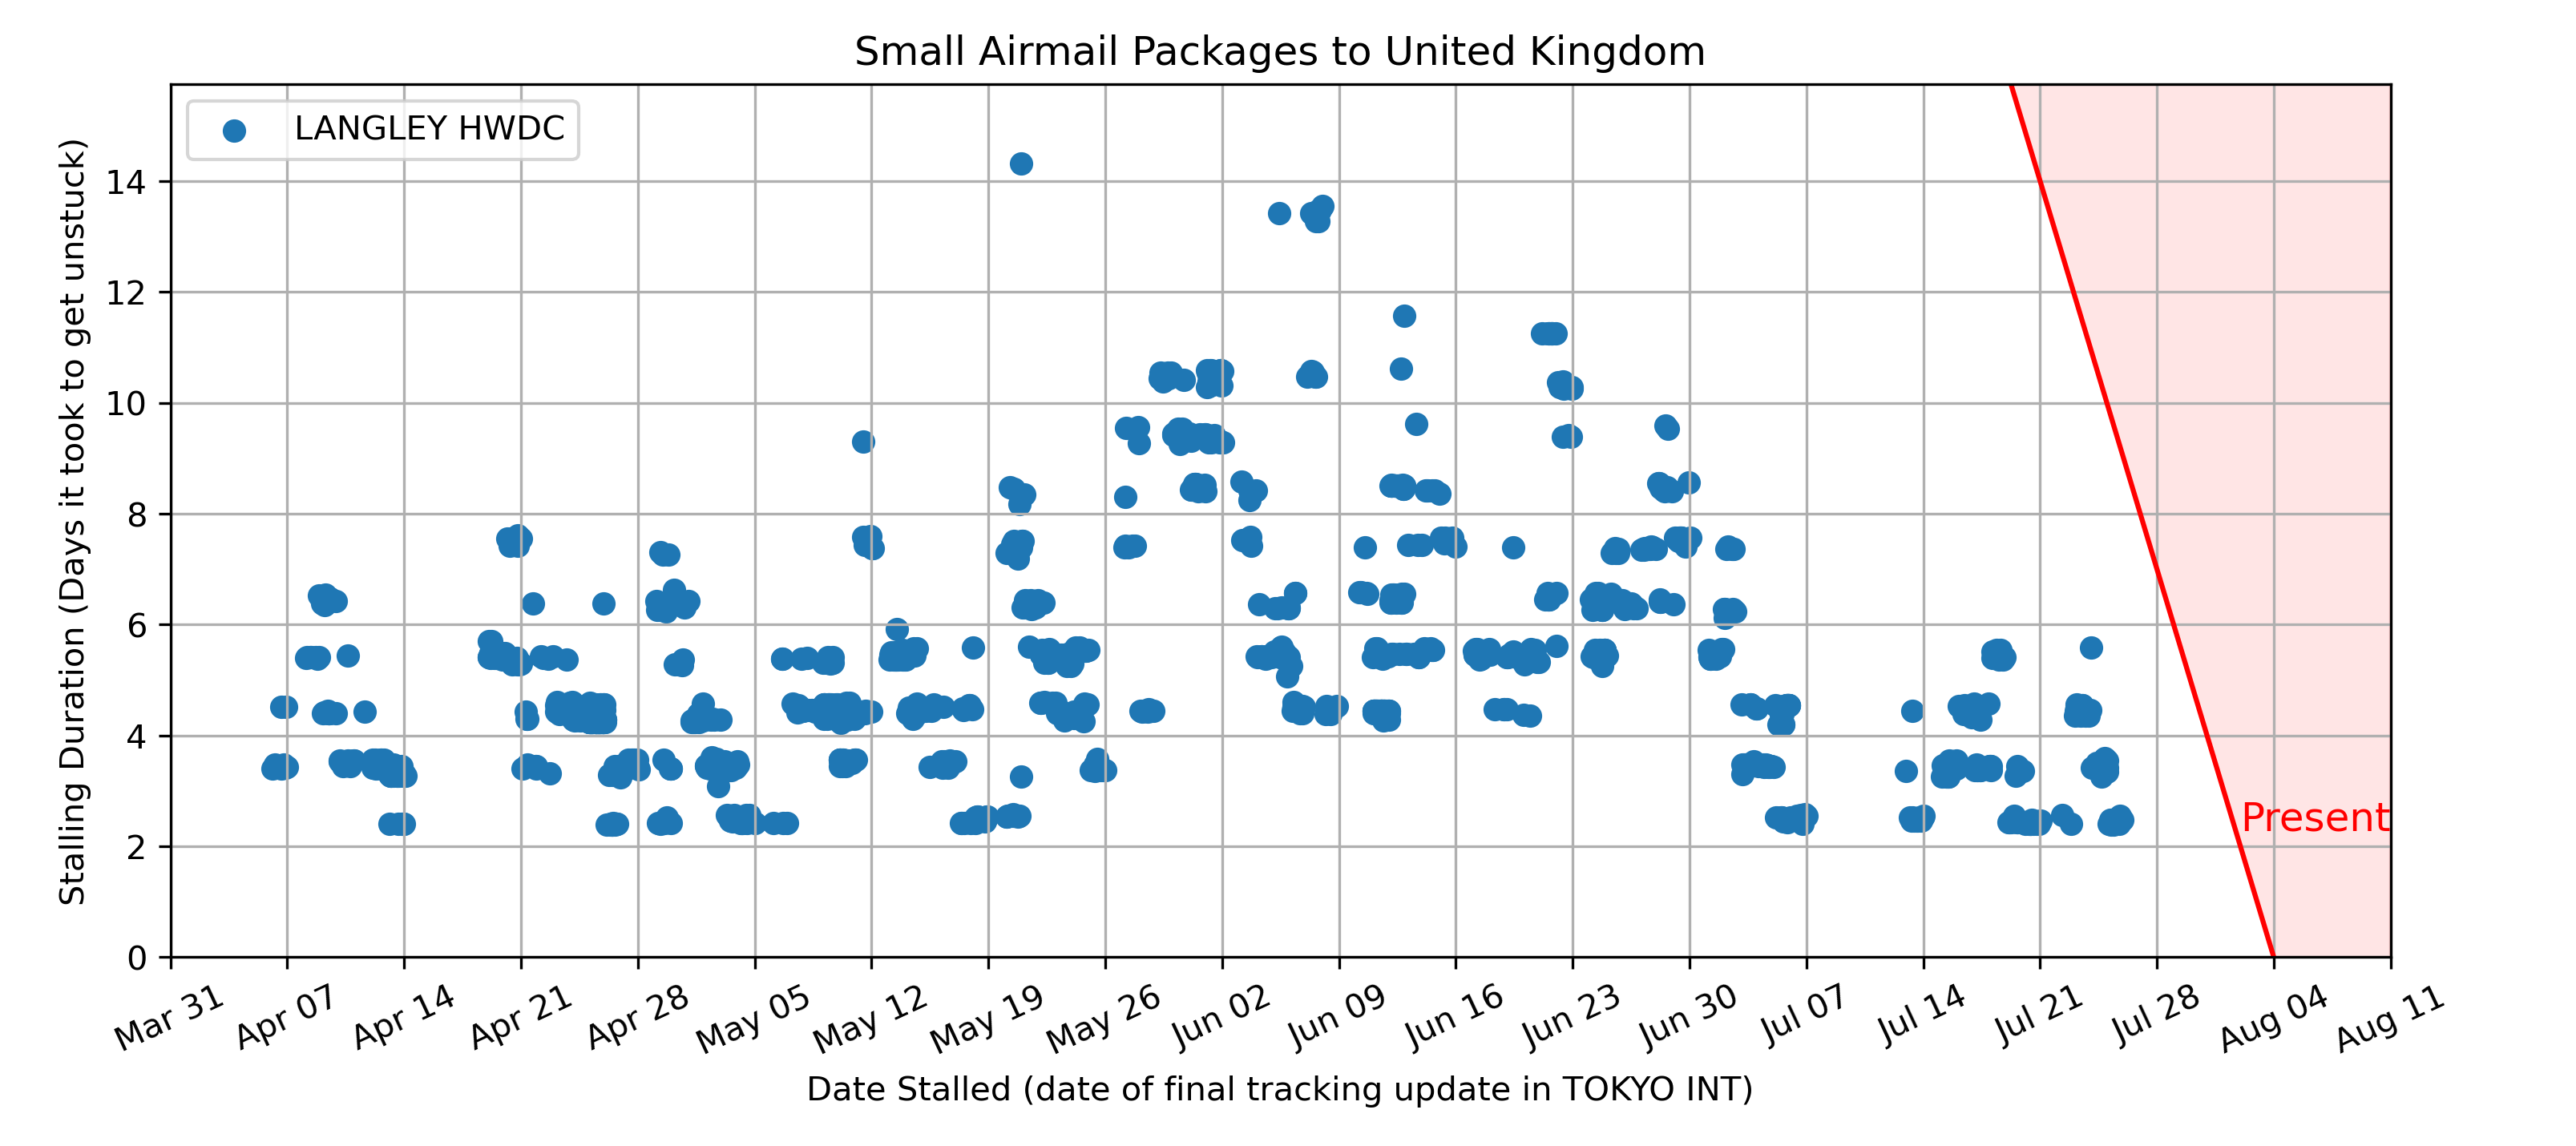 Small Airmail Packages to United Kingdom
LANGLEY HWDC
Stalling Duration (Days it took to get unstuck)
14
12
10
8
6
4
2
0
Present
Mar 31
Apr 07
Apr 14
Apr 21
Apr 28
May 05
May 12
May 19
May 26
Jun 02
Jun 09
Jun 16
Jun 23
Jun 30
Jul 07
Jul 14
Jul 21
Jul 28
Aug 04
Aug 11
Date Stalled (date of final tracking update in TOKYO INT)